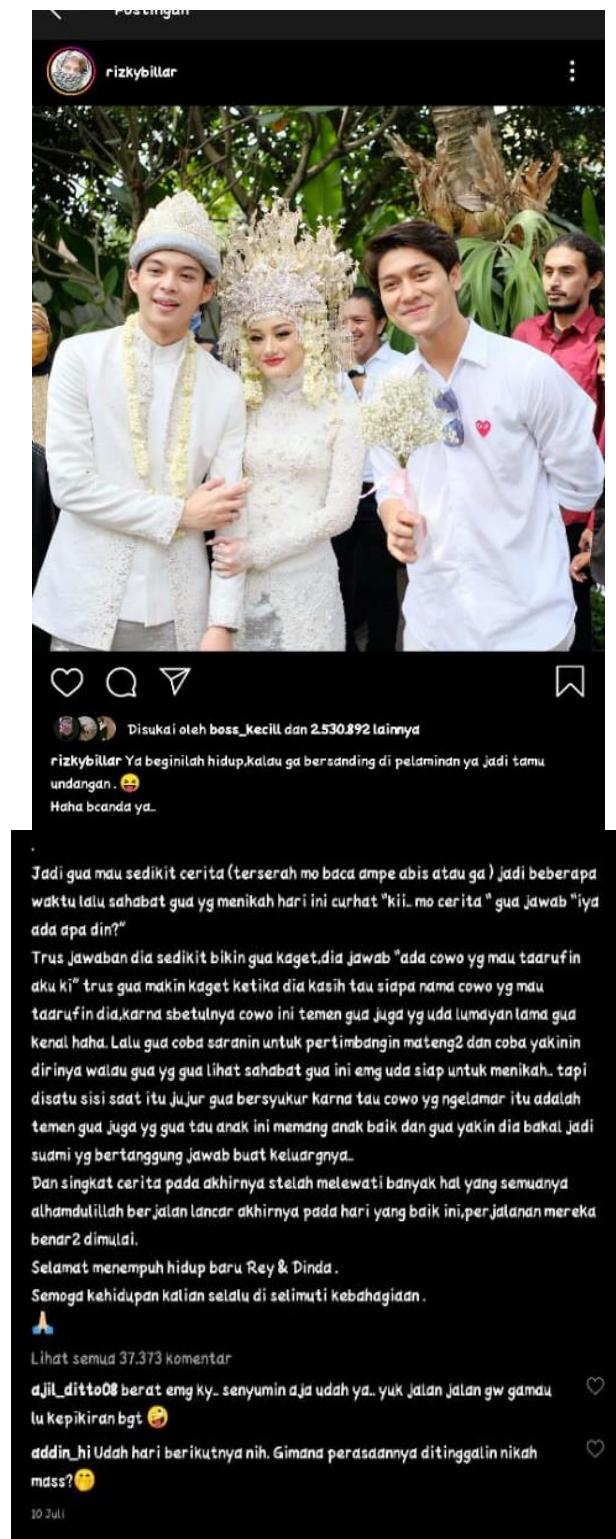 Postingan
rizkybillar
Disukai oleh boss_kecill dan 2.530.892 lainnya
rizkybillar Ya beginilah hidup,kalau ga bersanding di pelaminan ya jadi tamu
undangan . 😝
Haha bcanda ya..
.
Jadi gua mau sedikit cerita (terserah mo baca ampe abis atau ga ) jadi beberapa
waktu lalu sahabat gua yg menikah hari ini curhat "kii.. mo cerita " gua jawab "iya
ada apa din?"
Trus jawaban dia sedikit bikin gua kaget,dia jawab "ada cowo yg mau taarufin
aku ki" trus gua makin kaget ketika dia kasih tau siapa nama cowo yg mau
taarufin dia,karna sbetulnya cowo ini temen gua juga yg uda lumayan lama gua
kenal haha. Lalu gua coba saranin untuk pertimbangin mateng2 dan coba yakinin
dirinya walau gua yg gua lihat sahabat gua ini emg uda siap untuk menikah.. tapi
disatu sisi saat itu jujur gua bersyukur karna tau cowo yg ngelamar itu adalah
temen gua juga yg gua tau anak ini memang anak baik dan gua yakin dia bakal jadi
suami yg bertanggung jawab buat keluargnya..
Dan singkat cerita pada akhirnya stelah melewati banyak hal yang semuanya
alhamdulillah berjalan lancar akhirnya pada hari yang baik ini,perjalanan mereka
benar2 dimulai.
Selamat menempuh hidup baru Rey & Dinda .
Semoga kehidupan kalian selalu di selimuti kebahagiaan .
🙏🏻
Lihat semua 37.373 komentar
ajil_ditto08 berat emg ky.. senyumin aja udah ya.. yuk jalan jalan gw gamau
lu kepikiran bgt 🤪
addin_hi Udah hari berikutnya nih. Gimana perasaannya ditinggalin nikah
mass?🤭
10 Juli